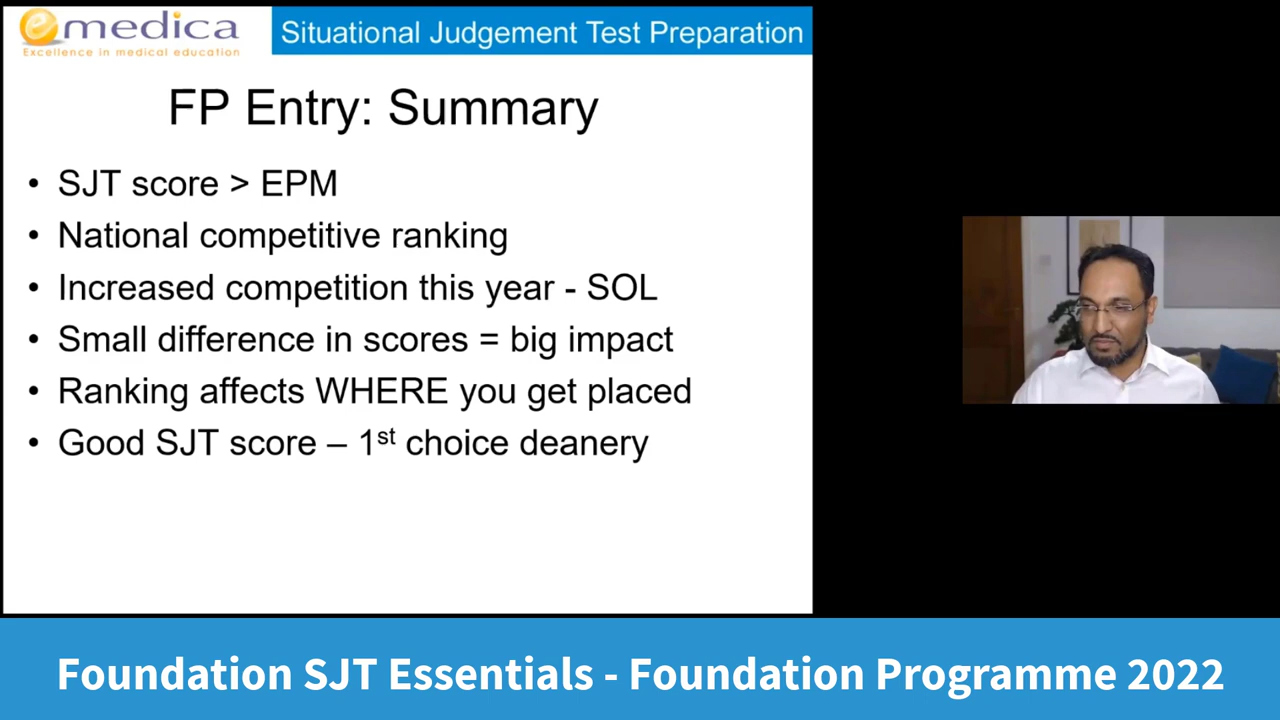 emedica
Excellence in medical education
Situational Judgement Test Preparation
FP Entry: Summary
• SJT score > EPM
• National competitive ranking
• Increased competition this year - SOL
• Small difference in scores = big impact
• Ranking affects WHERE you get placed
• Good SJT score – 1st choice deanery
Foundation SJT Essentials - Foundation Programme 2022